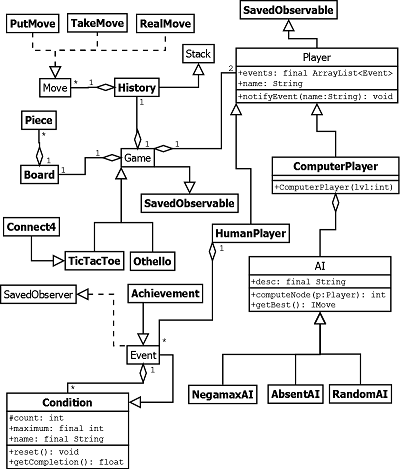 PutMove TakeMove RealMove
SavedObservable
Stack
Player
+events: final ArrayList<Event>
+name: String
+notifyEvent(name:String): void
Move
*
1
History
1
2
1
Piece
*
1
Board
1
1
1
Game
1
ComputerPlayer
+ComputerPlayer(lvl:int)
SavedObservable
Connect4
HumanPlayer
1
TicTacToe
Othello
AI
+desc: final String
+computeNode(p:Player): int
+getBest(): IMove
SavedObserver
Achievement
Event
*
1
*
NegamaxAI
AbsentAI
RandomAI
Condition
#count: int
+maximum: final int
+name: final String
+reset(): void
+getCompletion(): float